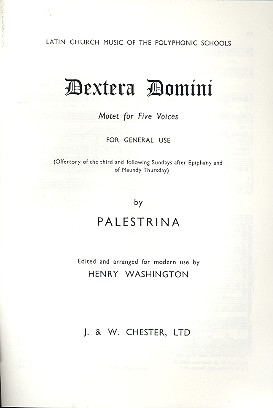 LATIN CHURCH MUSIC OF THE POLYPHONIC SCHOOLS
Dextera Domini
Motet for Five Voices
FOR GENERAL USE
(Offertory of the third and following Sundays after Epiphany and
of Maundy Thursday)
by
PALESTRINA
Edited and arranged for modern use by
HENRY WASHINGTON
J. & W. CHESTER, LTD